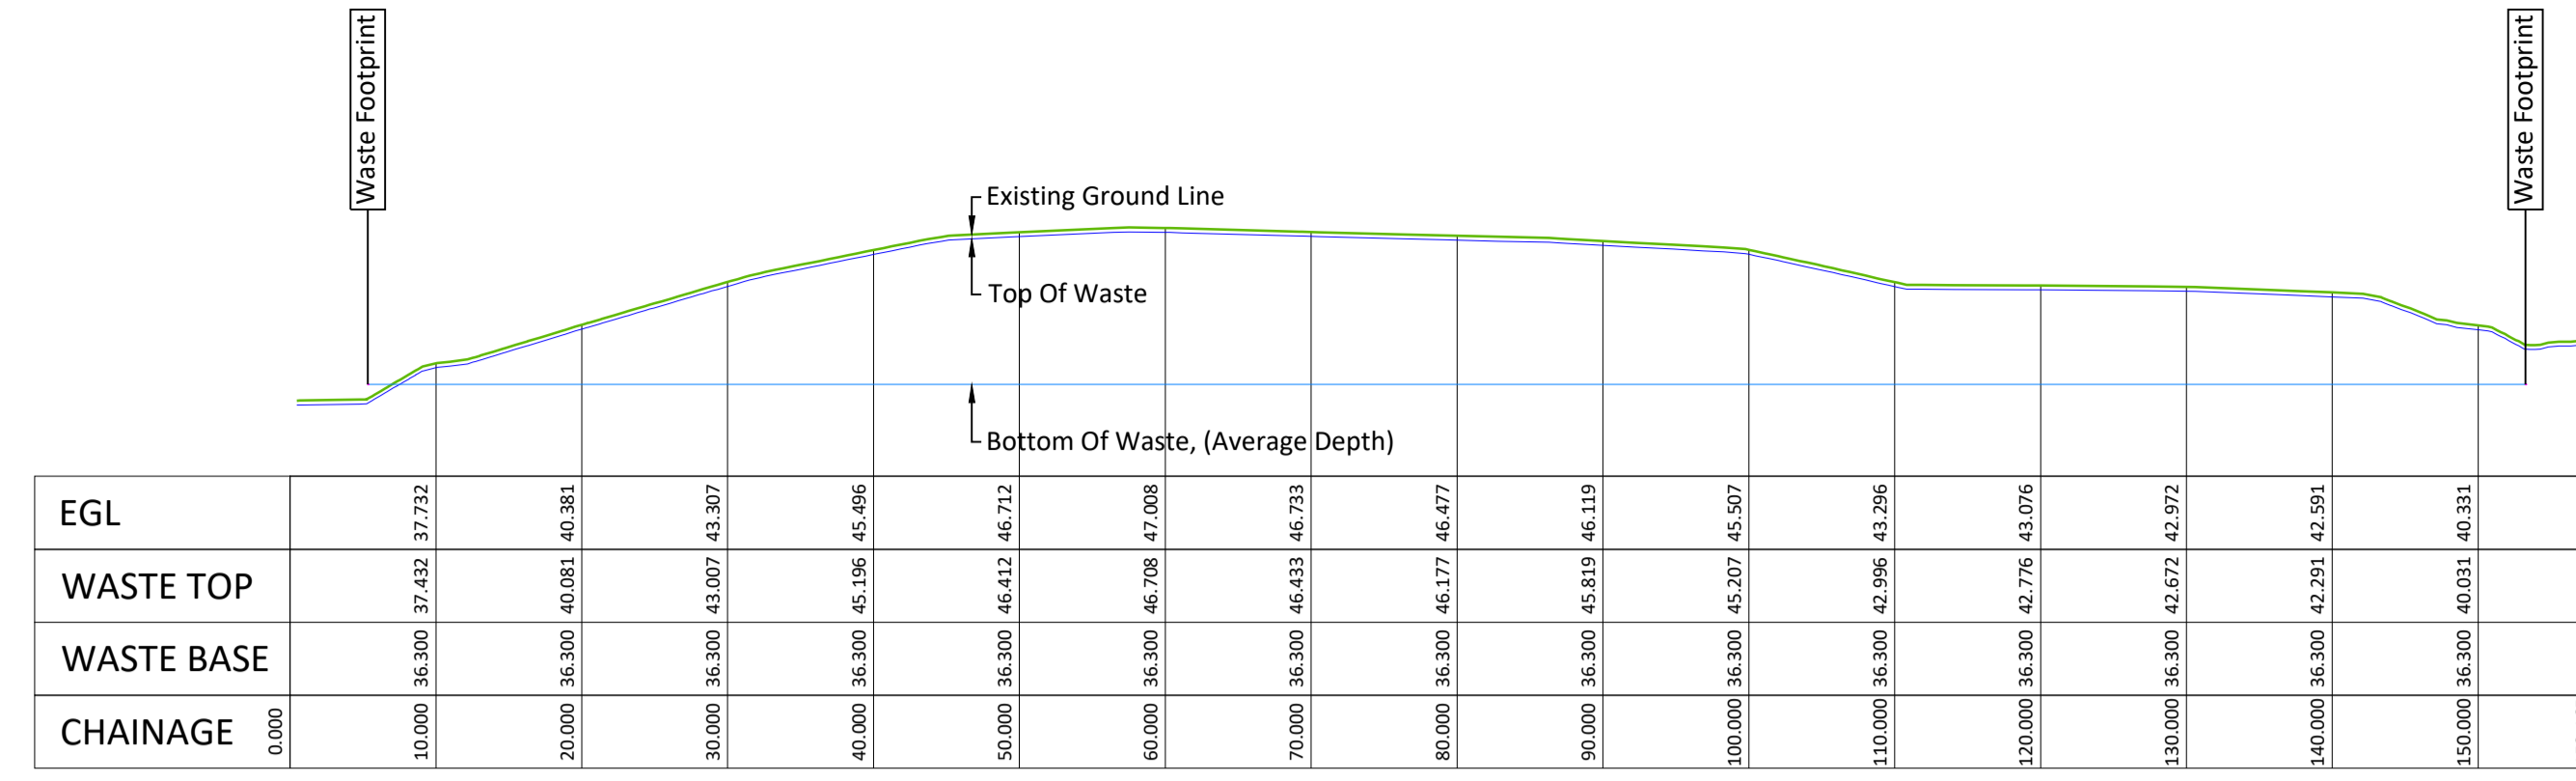 Waste Footprint
Waste Footprint
Existing Ground Line
Top Of Waste
Bottom Of Waste, (Average Depth)
EGL 37.732 40.381 43.307 45.496 46.712 47.008 46.733 46.477 46.119 45.507 43.296 43.076 42.972 42.591 40.331
WASTE TOP 37.432 40.081 43.007 45.196 46.412 46.708 46.433 46.177 45.819 45.207 42.996 42.776 42.672 42.291 40.031
WASTE BASE 36.300 36.300 36.300 36.300 36.300 36.300 36.300 36.300 36.300 36.300 36.300 36.300 36.300 36.300 36.300
CHAINAGE 0.000 10.000 20.000 30.000 40.000 50.000 60.000 70.000 80.000 90.000 100.000 110.000 120.000 130.000 140.000 150.000